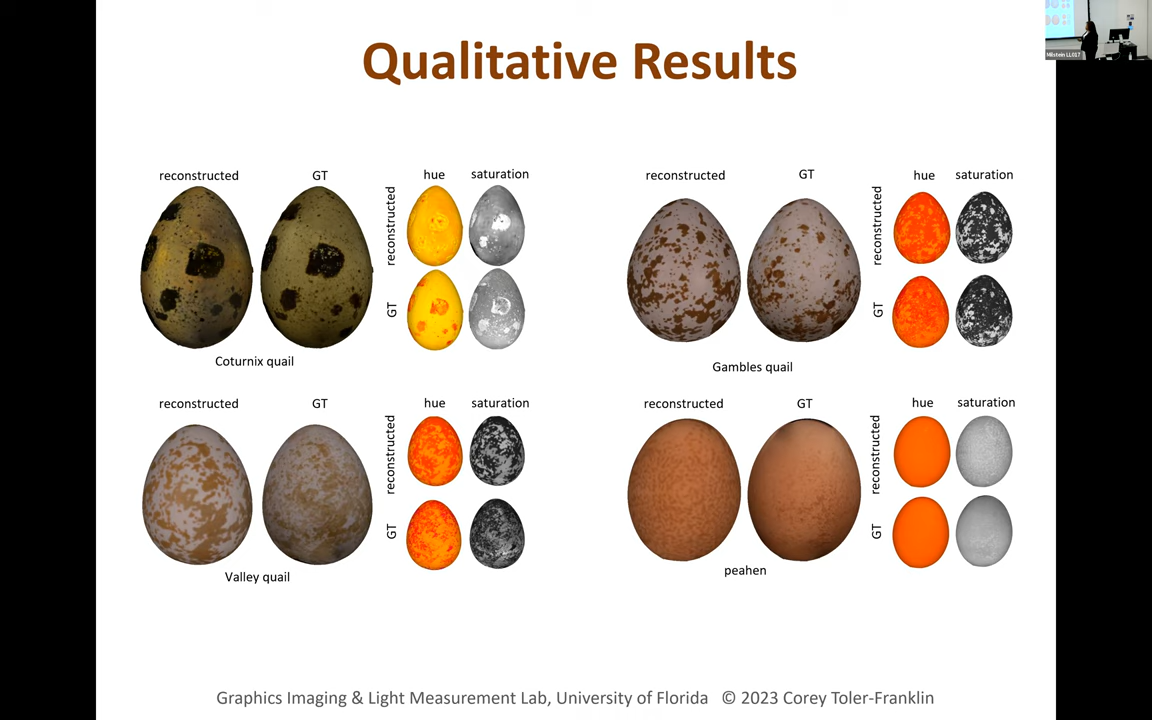 Qualitative Results
Milstein LL017
reconstructed GT hue saturation
reconstructed
GT
Coturnix quail
reconstructed GT hue saturation
reconstructed
GT
Gambles quail
reconstructed GT hue saturation
reconstructed
GT
Valley quail
reconstructed GT hue saturation
reconstructed
GT
peahen
Graphics Imaging & Light Measurement Lab, University of Florida © 2023 Corey Toler-Franklin